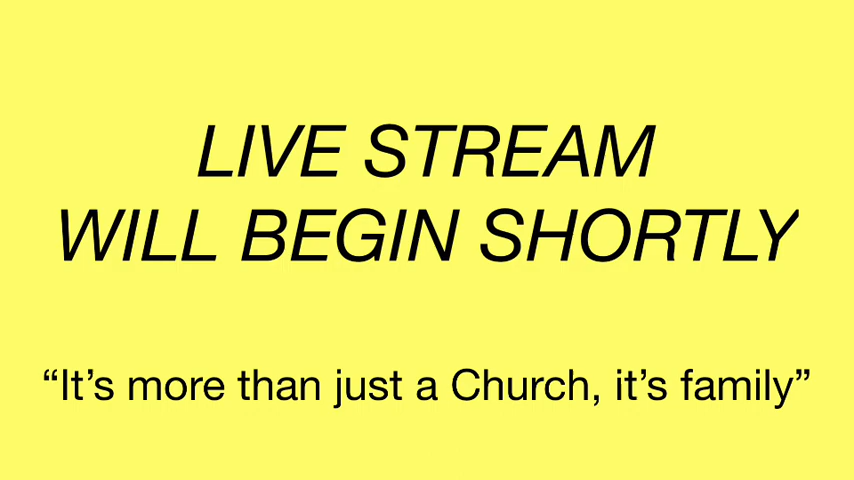 LIVE STREAM
WILL BEGIN SHORTLY
“It’s more than just a Church, it’s family”